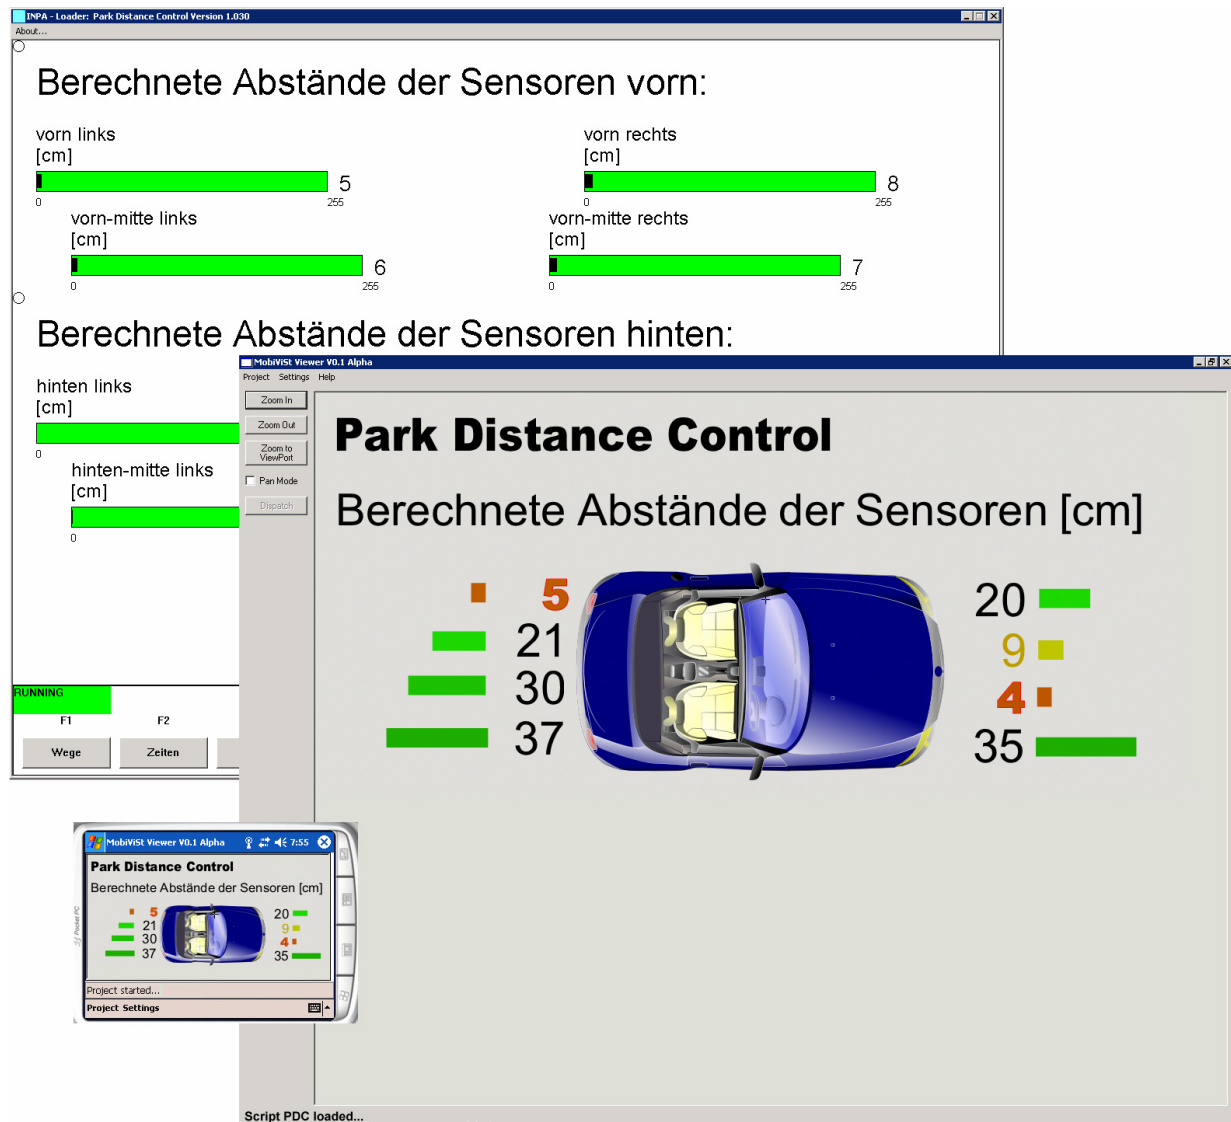 INPA - Loader: Park Distance Control Version 1.030
About...
Berechnete Abstände der Sensoren vorn:
vorn links
[cm]
5
0 255
vorn rechts
[cm]
8
0 255
vorn-mitte links
[cm]
6
0 255
vorn-mitte rechts
[cm]
7
0 255
Berechnete Abstände der Sensoren hinten:
hinten links
[cm]
0
hinten-mitte links
[cm]
0
RUNNING
F1 F2
Wege Zeiten
MobiViSt Viewer V0.1 Alpha
Project Settings Help
Zoom In
Zoom Out
Zoom to
ViewPort
Pan Mode
Dispatch
Park Distance Control
Berechnete Abstände der Sensoren [cm]
5 20
21 9
30 4
37 35
Script PDC loaded...
MobiViSt Viewer V0.1 Alpha 7:55
Park Distance Control
Berechnete Abstände der Sensoren [cm]
5 20
21 9
30 4
37 35
Project started...
Project Settings
Pocket PC